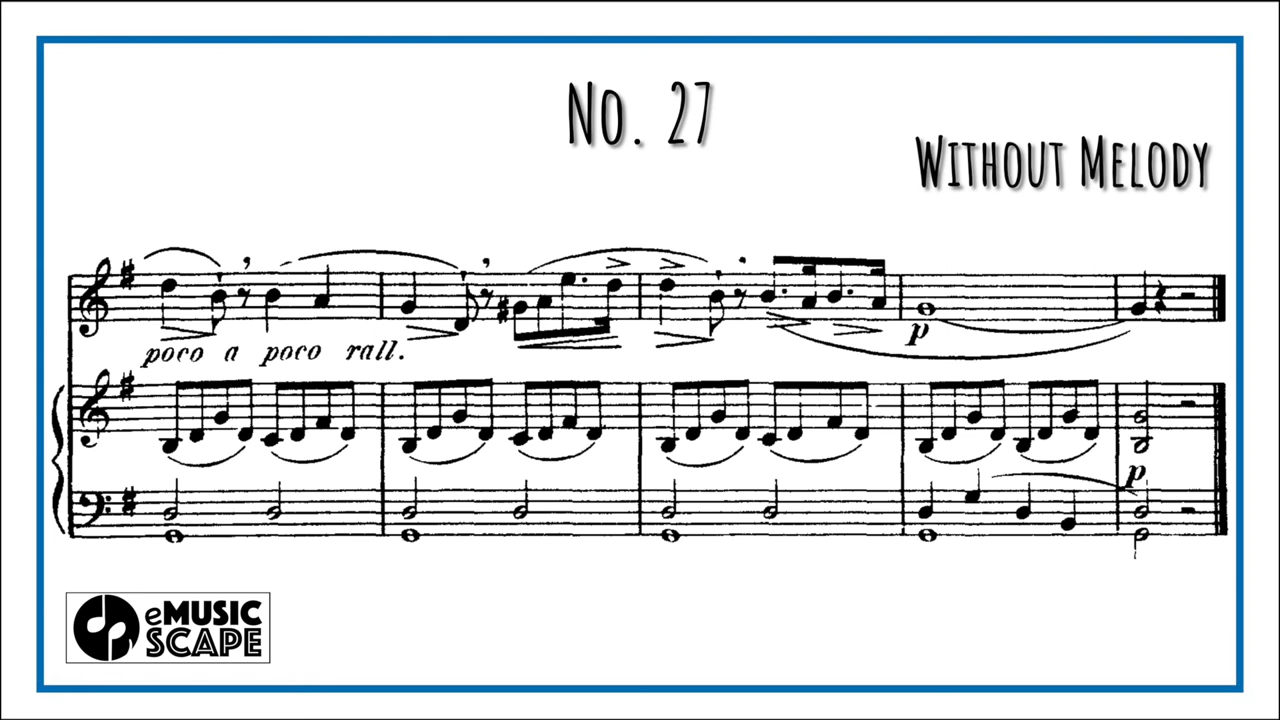 No. 27
WITHOUT MELODY
poco a poco rall.
p
p
eMUSIC
SCAPE